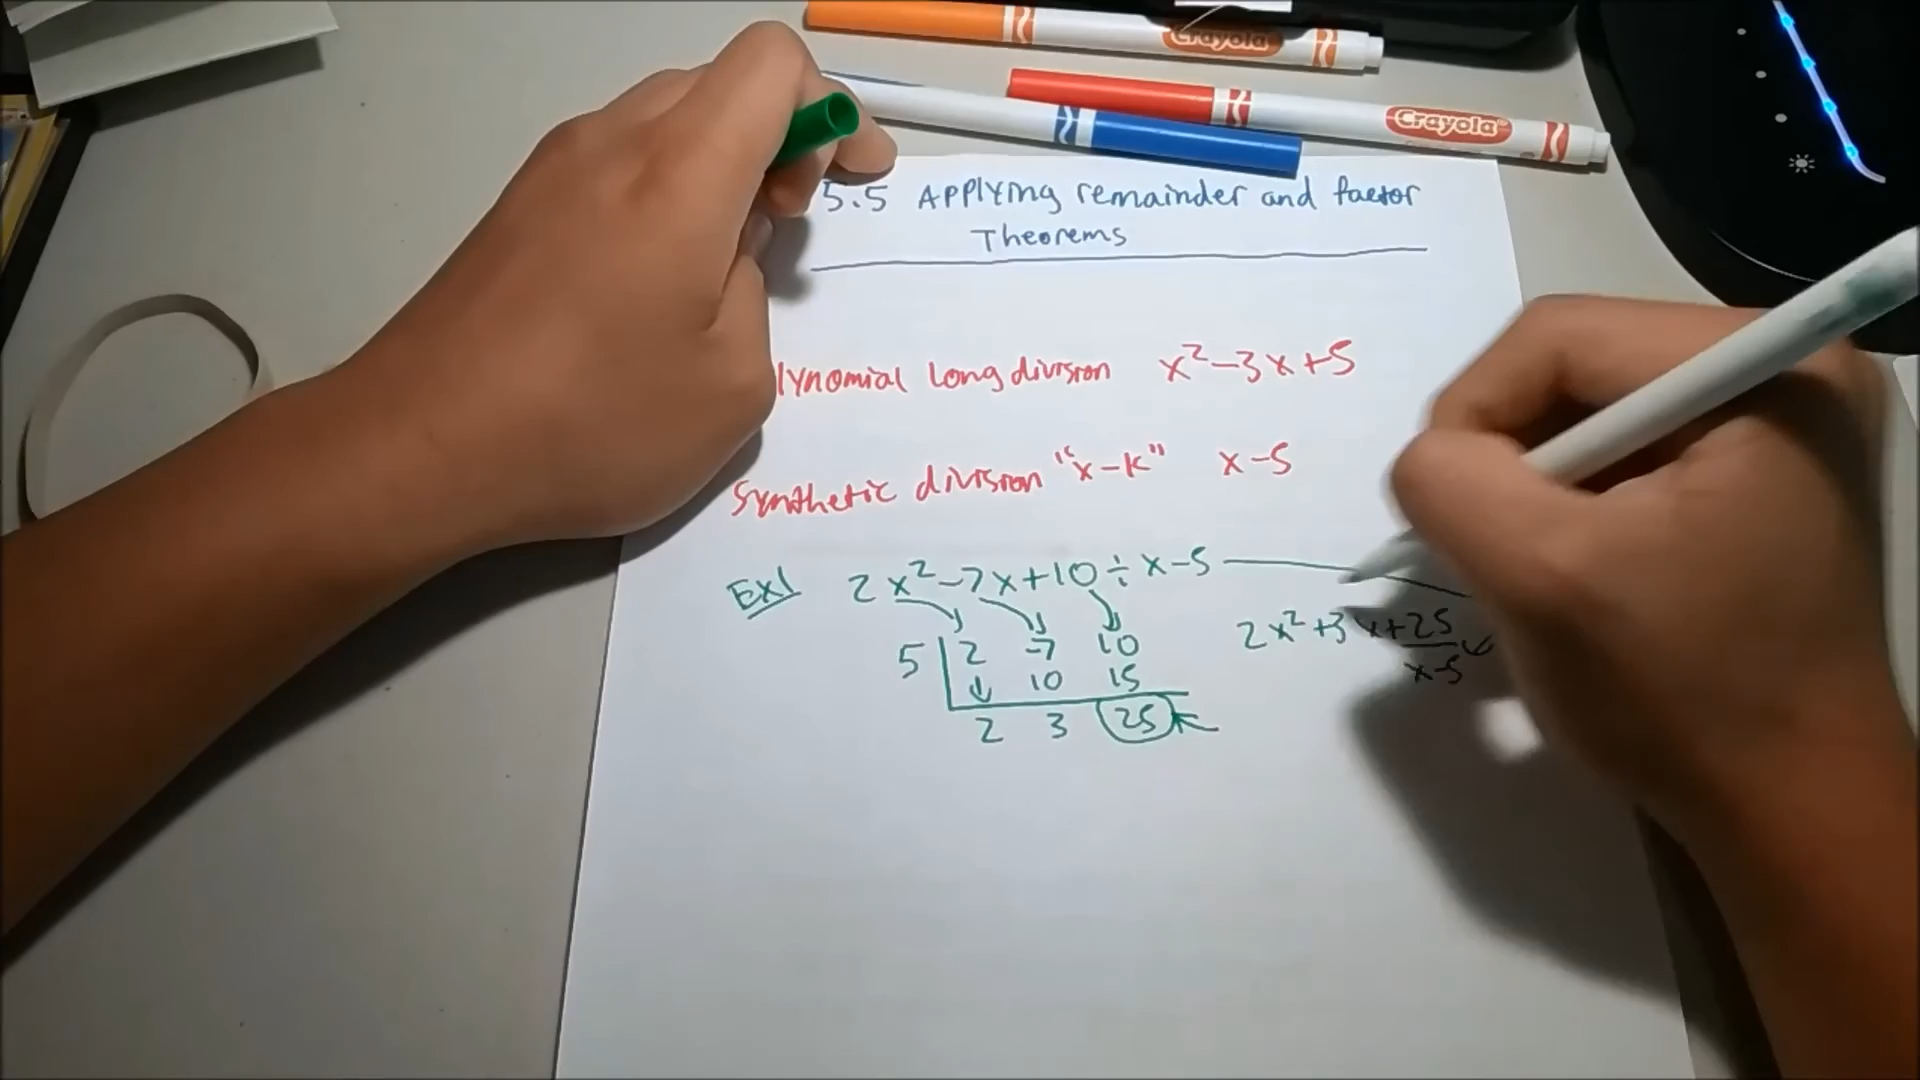 Crayola
Crayola
5.5 Applying remainder and factor
Theorems
lynomial long division x²-3x+5
Synthetic division "x-k" x-5
Ex1 2x²-7x+10÷x-5
2x²+3x+25
x-5
5 2 -7 10
10 15
2 3 25